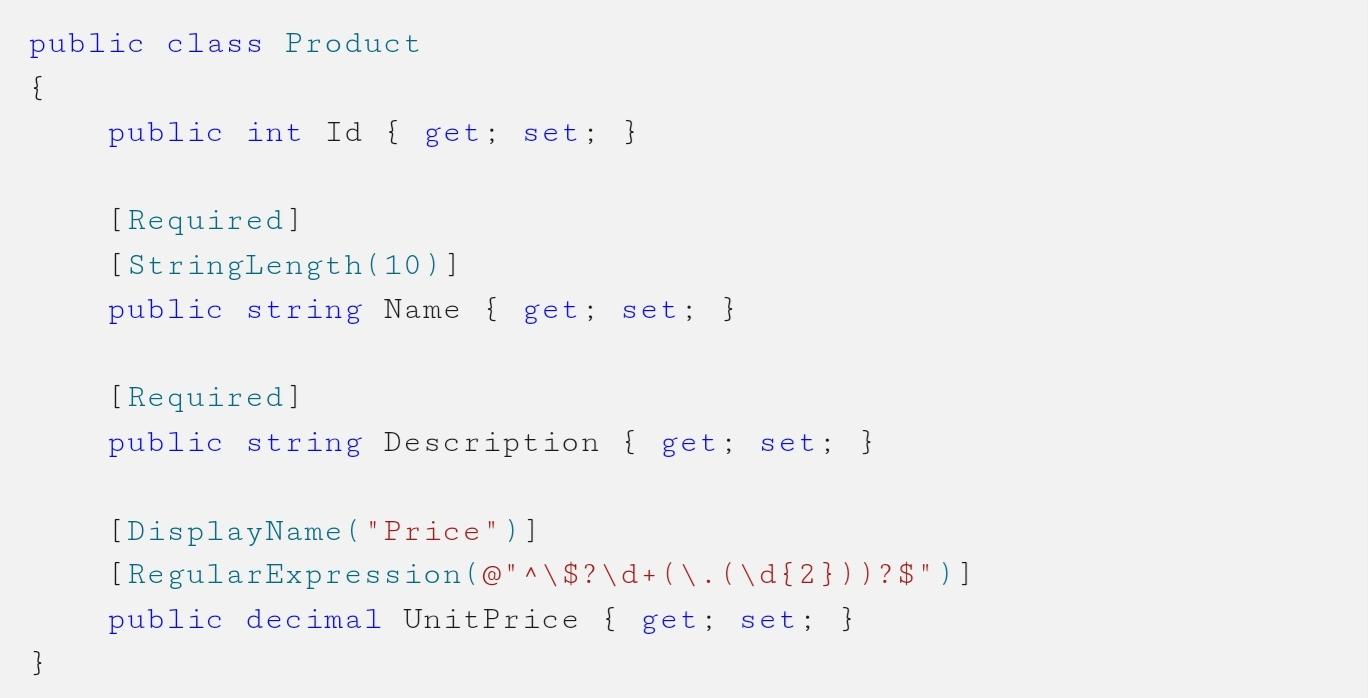 public class Product
{
    public int Id { get; set; }

    [Required]
    [StringLength(10)]
    public string Name { get; set; }

    [Required]
    public string Description { get; set; }

    [DisplayName("Price")]
    [RegularExpression(@"^\$?\d+(\.(\d{2}))?$")]
    public decimal UnitPrice { get; set; }
}